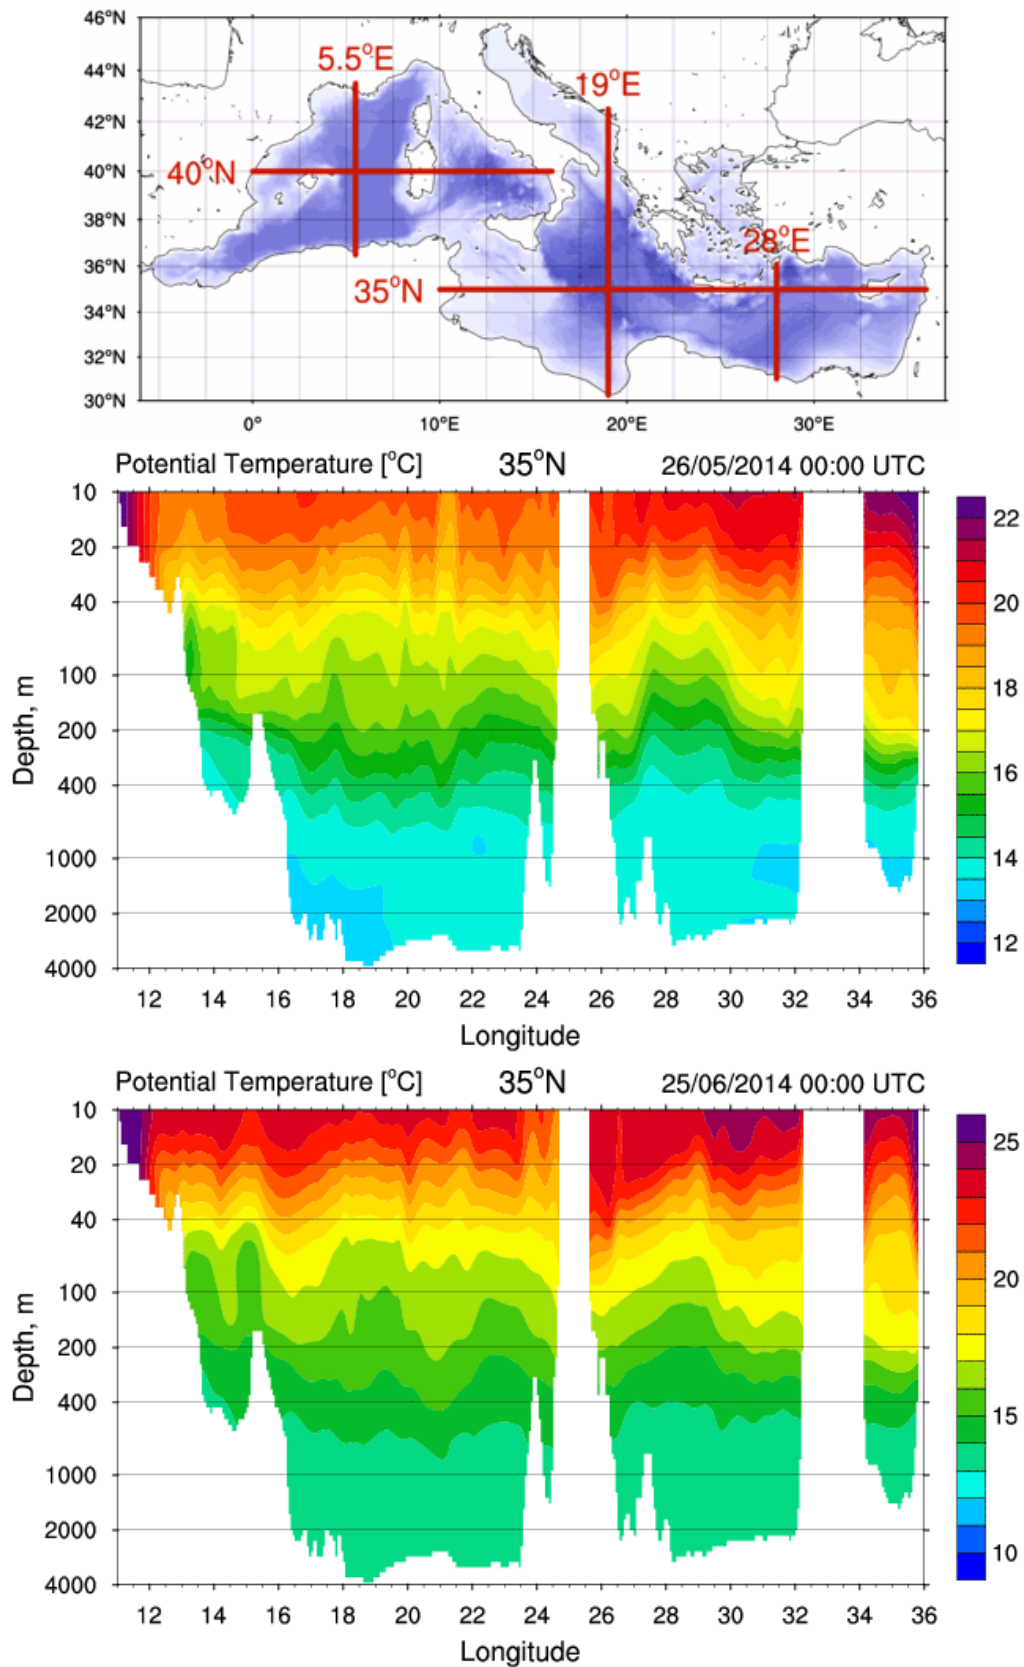 46°N
44°N
42°N
40°N
38°N
36°N
34°N
32°N
30°N
5.5°E
19°E
40°N
28°E
35°N
0° 10°E 20°E 30°E
Potential Temperature [°C] 35°N 26/05/2014 00:00 UTC
10
20
40
100
200
400
1000
2000
4000
Depth, m
12 14 16 18 20 22 24 26 28 30 32 34 36
Longitude
22
20
18
16
14
12
Potential Temperature [°C] 35°N 25/06/2014 00:00 UTC
10
20
40
100
200
400
1000
2000
4000
Depth, m
12 14 16 18 20 22 24 26 28 30 32 34 36
Longitude
25
20
15
10